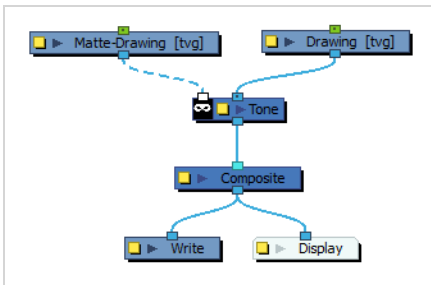 Matte-Drawing [tvg]
Drawing [tvg]
Tone
Composite
Write
Display